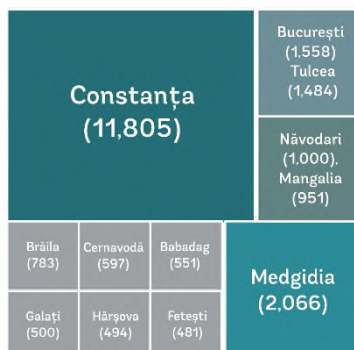 Constanța
(11,805)
București
(1,558)
Tulcea
(1,484)
Năvodari
(1,000),
Mangalia
(951)
Brăila
(783)
Cernavodă
(597)
Babadag
(551)
Galați
(500)
Hârșova
(494)
Fetești
(481)
Medgidia
(2,066)